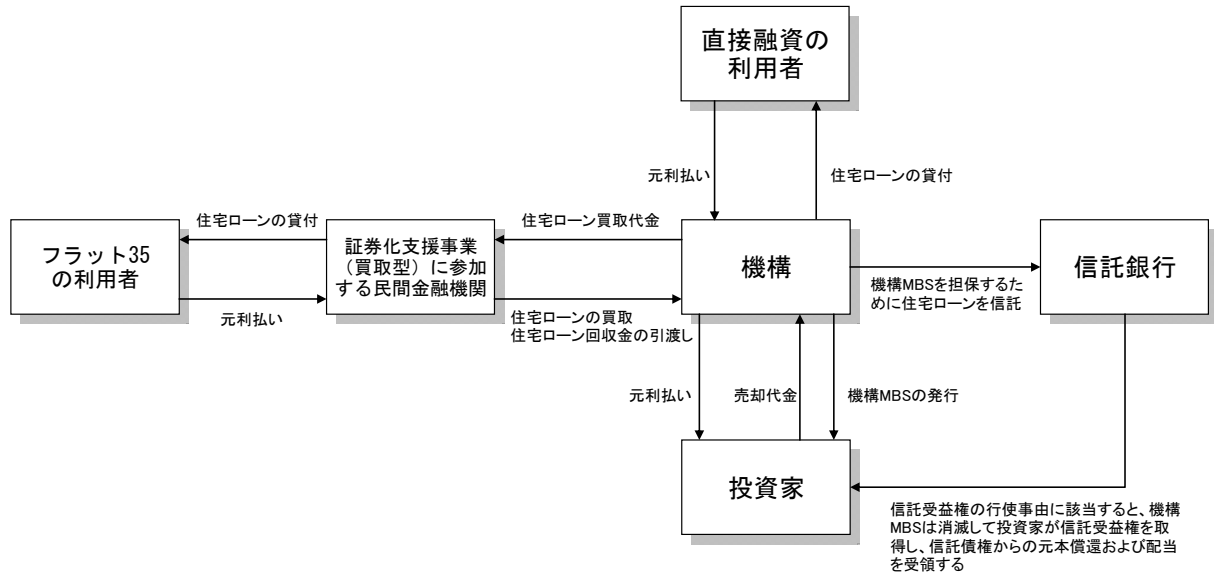 直接融資の
利用者
元利払い
住宅ローンの貸付
住宅ローンの貸付
住宅ローン買取代金
フラット35
の利用者
証券化支援事業
（買取型）に参加
する民間金融機関
機構
信託銀行
機構MBSを担保するた
めに住宅ローンを信託
元利払い
住宅ローンの買取
住宅ローン回収金の引渡し
元利払い
売却代金
機構MBSの発行
投資家
信託受益権の行使事由に該当すると、機構
MBSは消滅して投資家が信託受益権を取
得し、信託債権からの元本償還および配当
を受領する